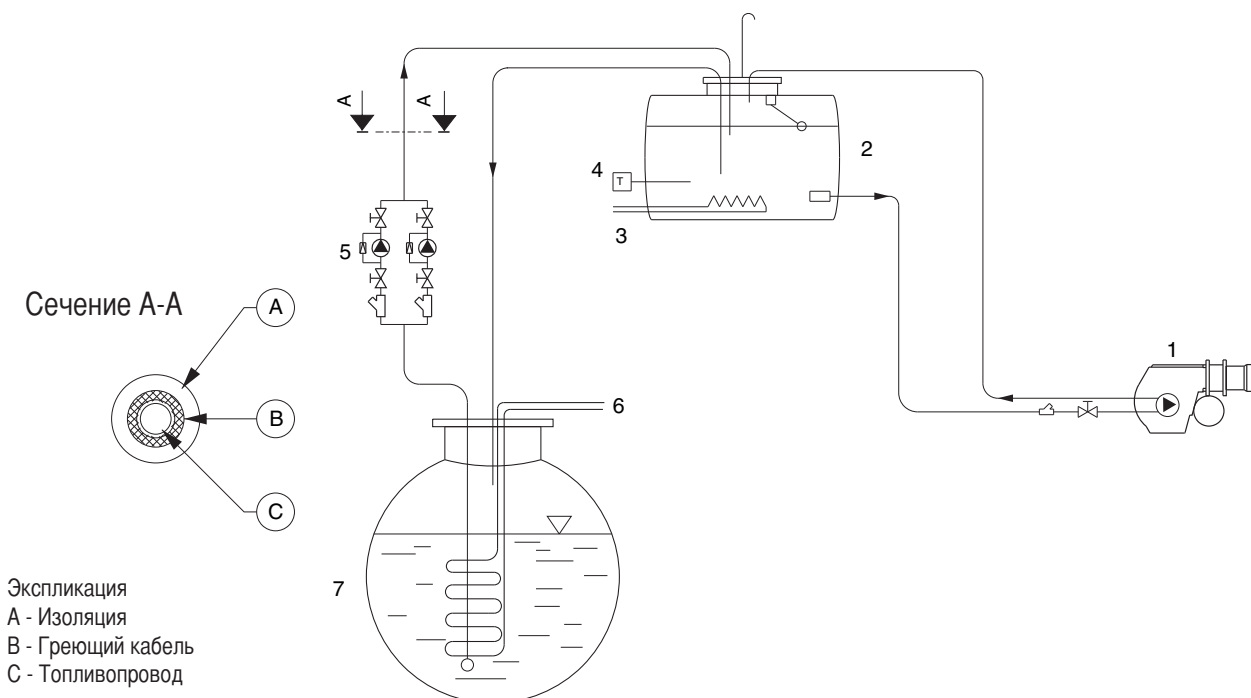 A
A
2
4
T
3
5
Сечение А-А
A
1
B
6
C
7
Экспликация
А - Изоляция
В - Греющий кабель
С - Топливопровод